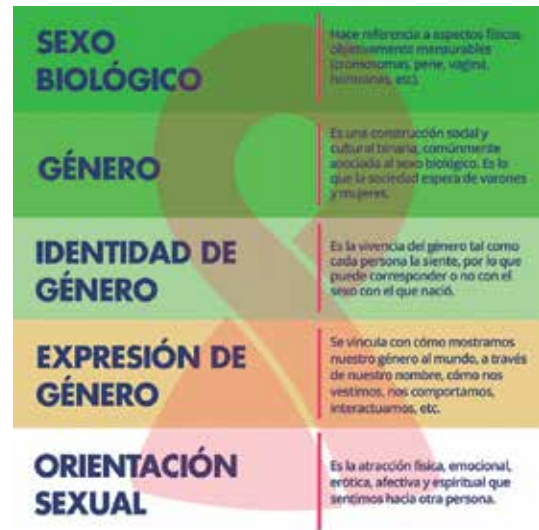 SEXO
BIOLÓGICO
Hace referencia a aspectos físicos
objetivamente mensurables
(cromosomas, pene, vagina,
hormonas, etc).
GÉNERO
Es una construcción social y
cultural binaria, comúnmente
asociada al sexo biológico. Es lo
que la sociedad espera de varones
y mujeres.
IDENTIDAD DE
GÉNERO
Es la vivencia del género tal como
cada persona la siente, por lo que
puede corresponder o no con el
sexo con el que nació.
EXPRESIÓN DE
GÉNERO
Se vincula con cómo mostramos
nuestro género al mundo, a través
de nuestro nombre, cómo nos
vestimos, nos comportamos,
interactuamos, etc.
ORIENTACIÓN
SEXUAL
Es la atracción física, emocional,
erótica, afectiva y espiritual que
sentimos hacia otra persona.